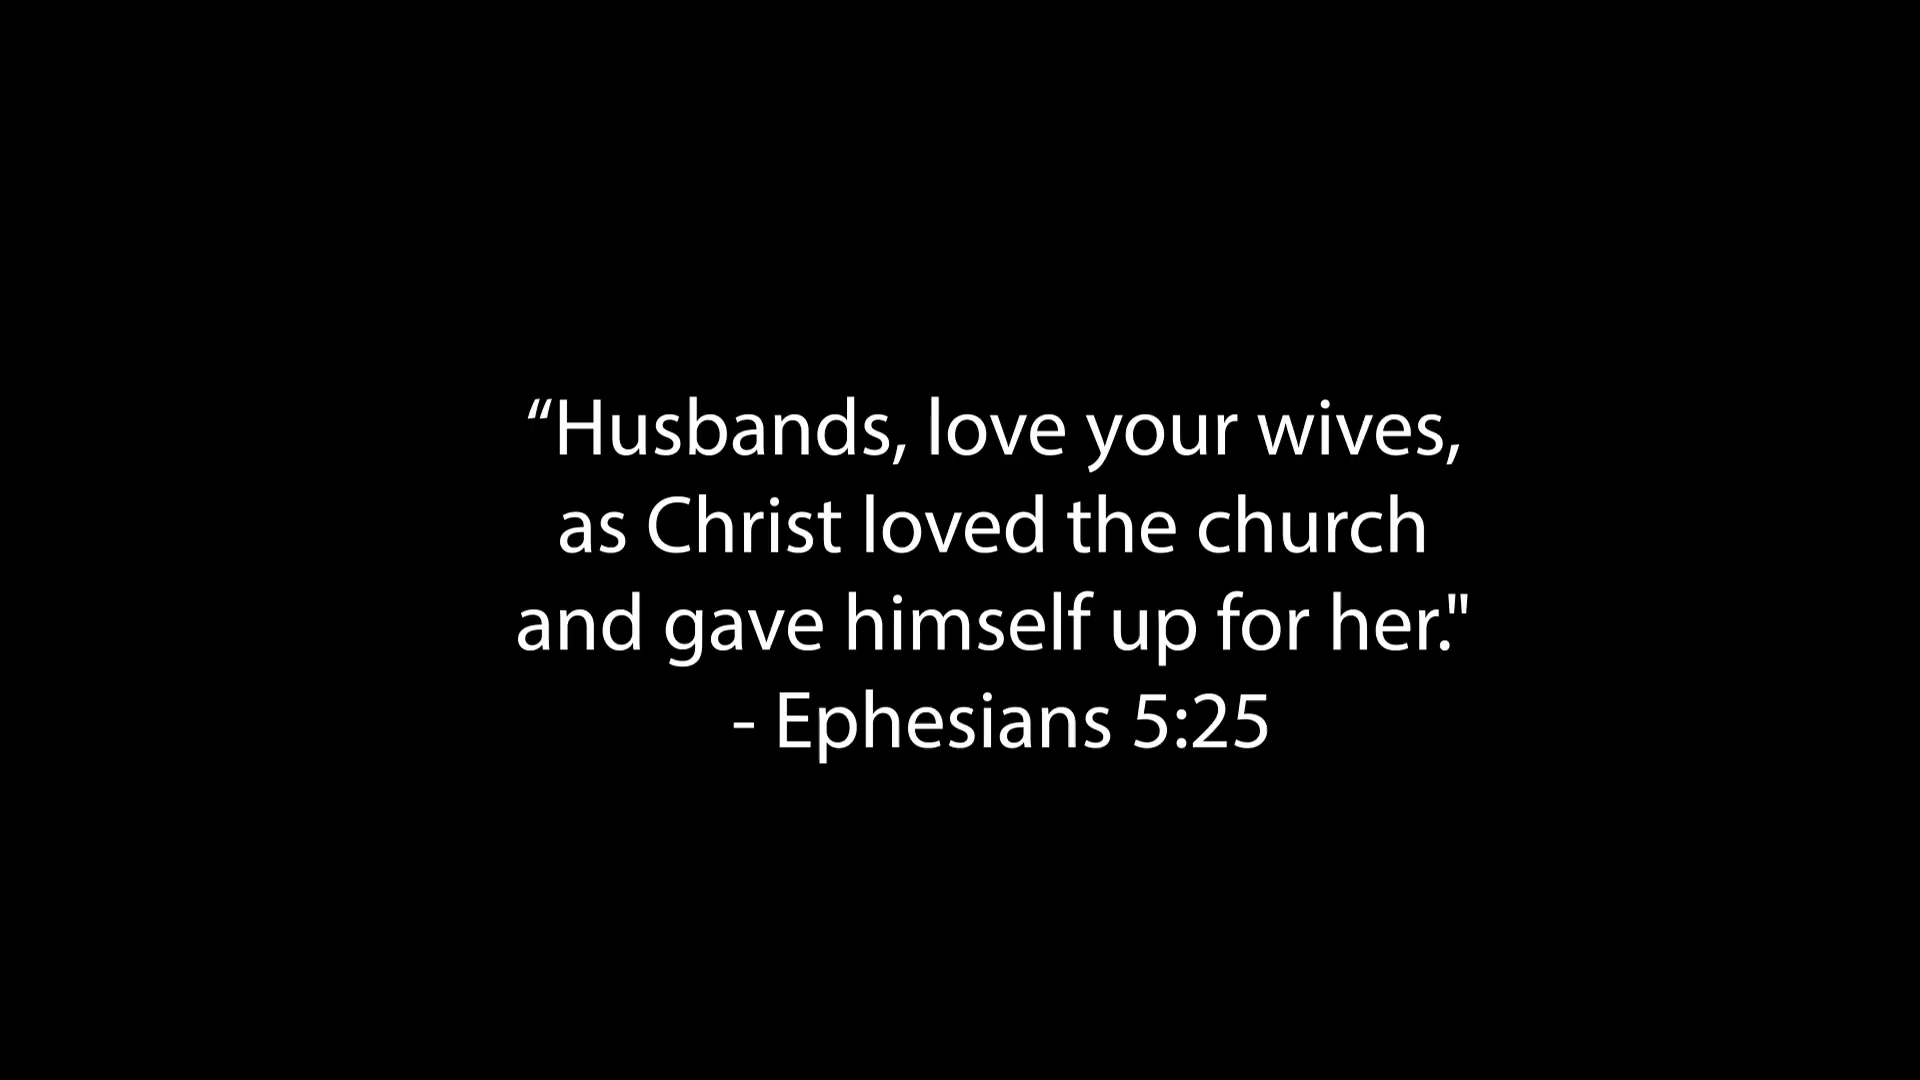 “Husbands, love your wives,
as Christ loved the church
and gave himself up for her."
- Ephesians 5:25